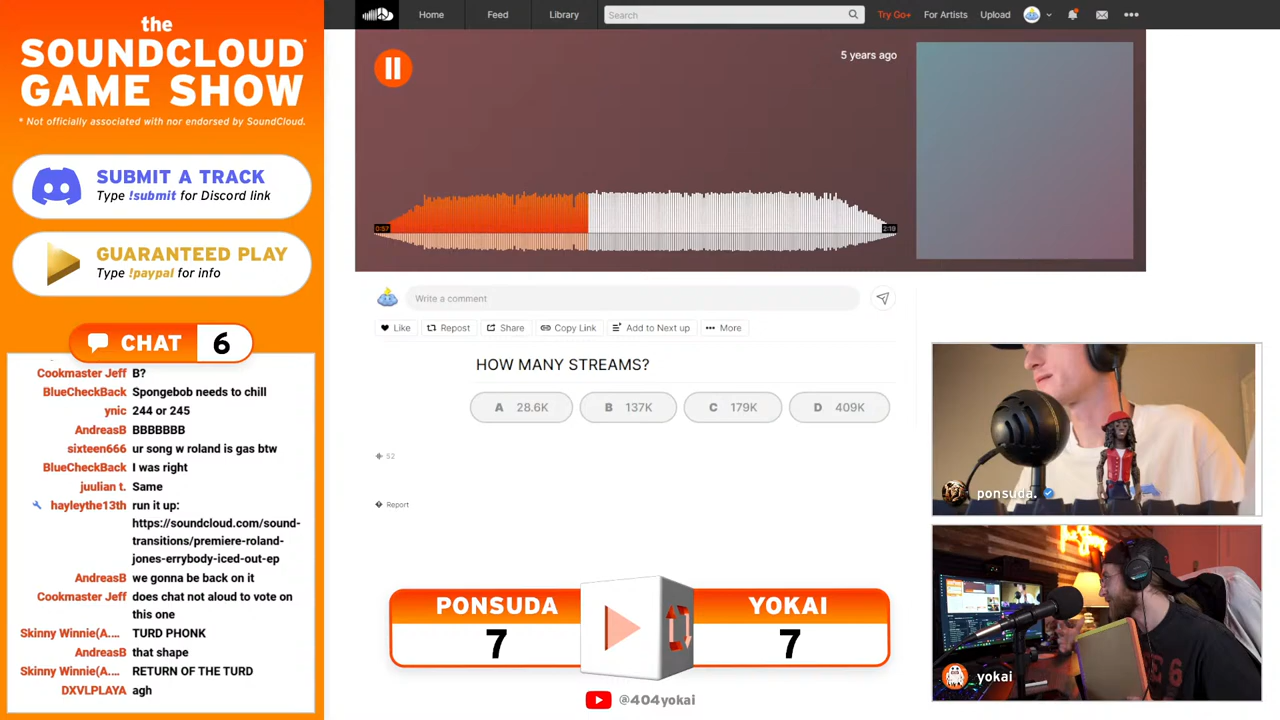 the
SOUNDCLOUD
GAME SHOW
* Not officially associated with nor endorsed by SoundCloud.
SUBMIT A TRACK
Type !submit for Discord link
GUARANTEED PLAY
Type !paypal for info
CHAT 6
Cookmaster Jeff B?
BlueCheckBack Spongebob needs to chill
ynic 244 or 245
AndreasB BBBBBBB
sixteen666 ur song w roland is gas btw
BlueCheckBack I was right
juulian t. Same
hayleythe13th run it up:
https://soundcloud.com/sound-
transitions/premiere-roland-
jones-errybody-iced-out-ep
AndreasB we gonna be back on it
Cookmaster Jeff does chat not aloud to vote on
this one
Skinny Winnie(A.... TURD PHONK
AndreasB that shape
Skinny Winnie(A.... RETURN OF THE TURD
DXVLPLAYA agh
Home Feed Library Search Try Go+ For Artists Upload
5 years ago
0:57 2:19
Write a comment
Like Repost Share Copy Link Add to Next up More
HOW MANY STREAMS?
A 28.6K B 137K C 179K D 409K
52
Report
PONSUDA YOKAI
7 7
@404yokai
ponsuda.
yokai